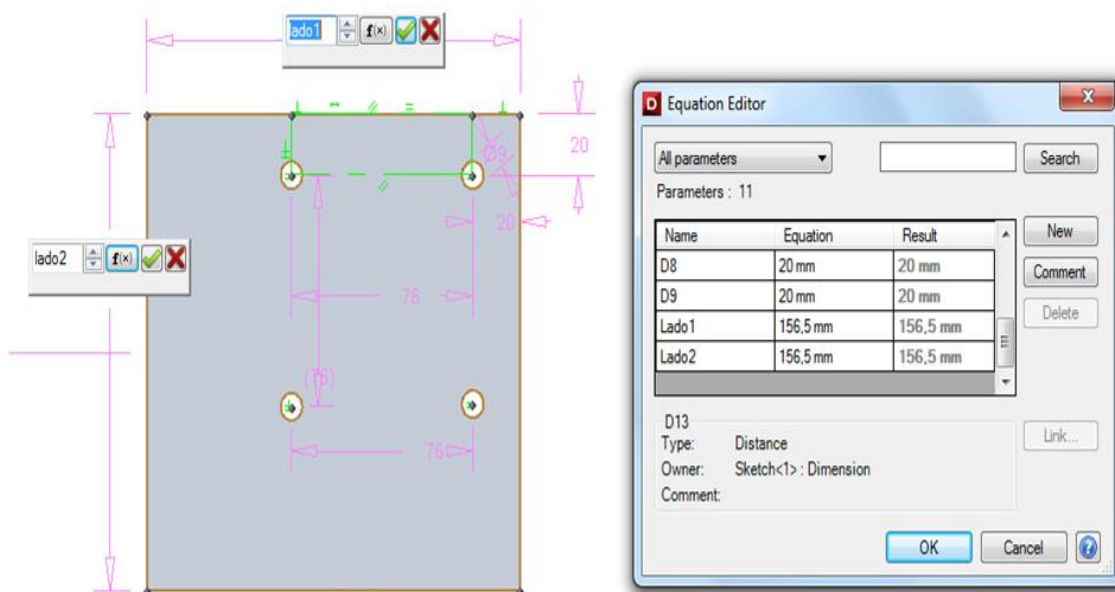 lado1 f(x)
20
Ø9
20
lado2 f(x)
76
(76)
76
D Equation Editor X
All parameters Search
Parameters : 11
Name Equation Result New
D8 20 mm 20 mm
D9 20 mm 20 mm Comment
Lado1 156,5 mm 156,5 mm Delete
Lado2 156,5 mm 156,5 mm
D13
Type: Distance Link...
Owner: Sketch<1> : Dimension
Comment:
OK Cancel ?